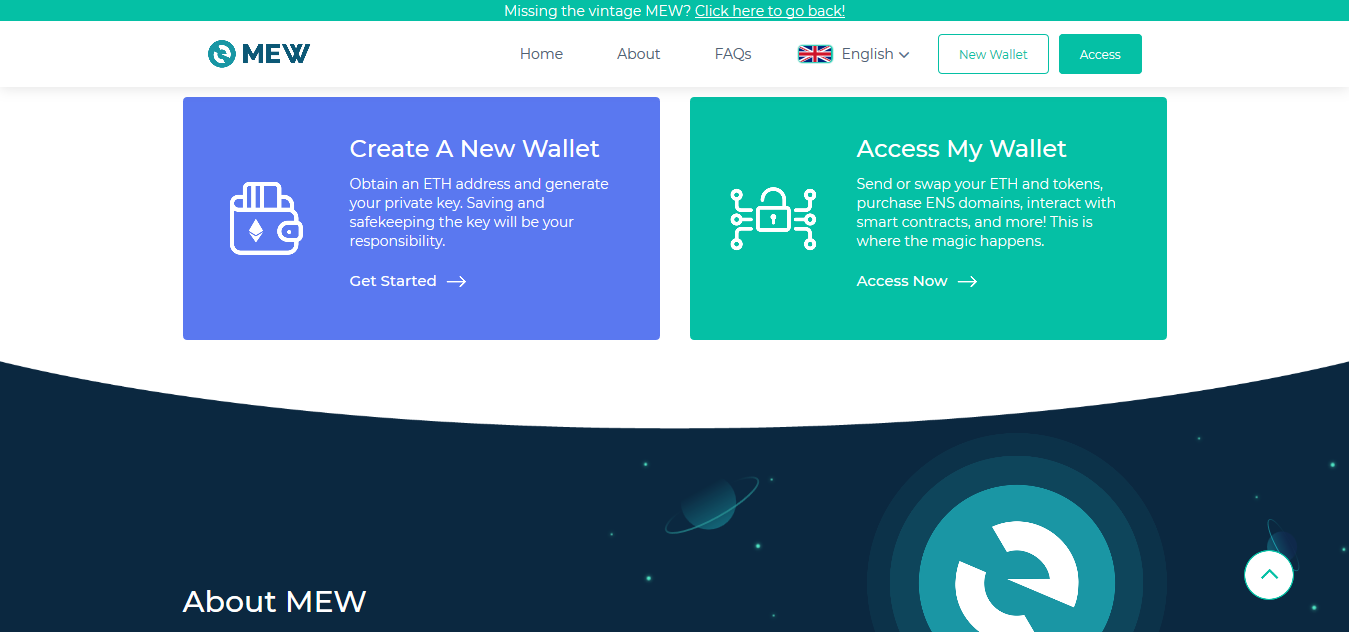 Missing the vintage MEW? Click here to go back!
MEW
Home
About
FAQs
English
New Wallet
Access
Create A New Wallet
Obtain an ETH address and generate
your private key. Saving and
safekeeping the key will be your
responsibility.
Get Started
Access My Wallet
Send or swap your ETH and tokens,
purchase ENS domains, interact with
smart contracts, and more! This is
where the magic happens.
Access Now
About MEW